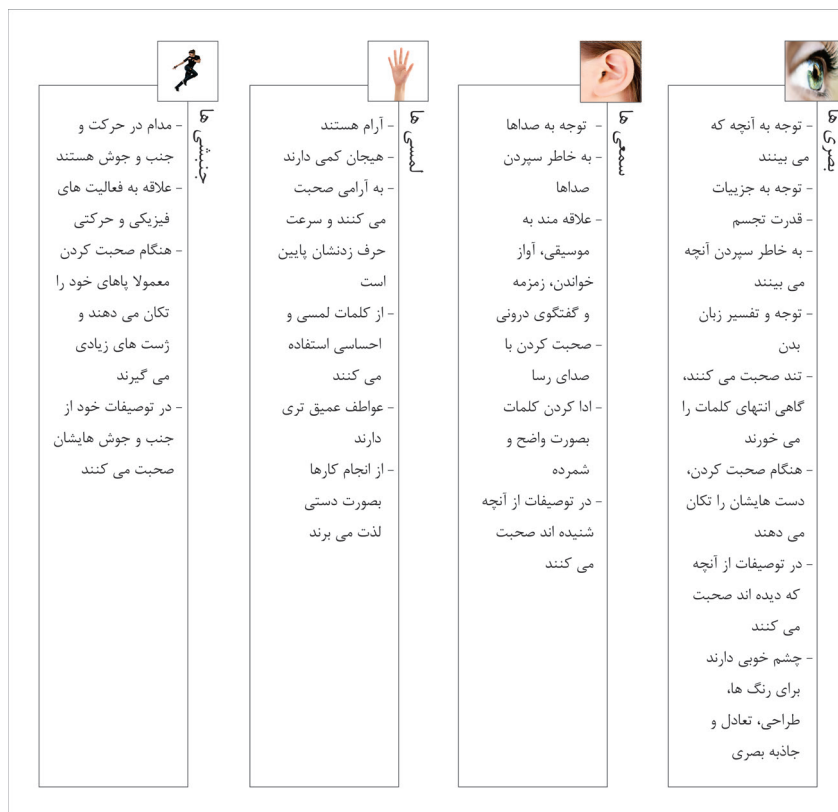 بصری ها
- توجه به آنچه که
می بینند
- توجه به جزییات
- قدرت تجسم
- به خاطر سپردن آنچه
می بینند
- توجه و تفسیر زبان
بدن
- تند صحبت می کنند،
گاهی انتهای کلمات را
می خورند
- هنگام صحبت کردن،
دست هایشان را تکان
می دهند
- در توصیفات از آنچه
که دیده اند صحبت
می کنند
- چشم خوبی دارند
برای رنگ ها،
طراحی، تعادل و
جاذبه بصری
سمعی ها
- توجه به صداها
- به خاطر سپردن
صداها
- علاقه مند به
موسیقی، آواز
خواندن، زمزمه
و گفتگوی درونی
- صحبت کردن با
صدای رسا
- ادا کردن کلمات
بصورت واضح و
شمرده
- در توصیفات از آنچه
شنیده اند صحبت
می کنند
لمسی ها
- آرام هستند
- هیجان کمی دارند
- به آرامی صحبت
می کنند و سرعت
حرف زدنشان پایین
است
- از کلمات لمسی و
احساسی استفاده
می کنند
- عواطف عمیق تری
دارند
- از انجام کارها
بصورت دستی
لذت می برند
جنبشی ها
- مدام در حرکت و
جنب و جوش هستند
- علاقه به فعالیت های
فیزیکی و حرکتی
- هنگام صحبت کردن
معمولا پاهای خود را
تکان می دهند و
ژست های زیادی
می گیرند
- در توصیفات خود از
جنب و جوش هایشان
صحبت می کنند